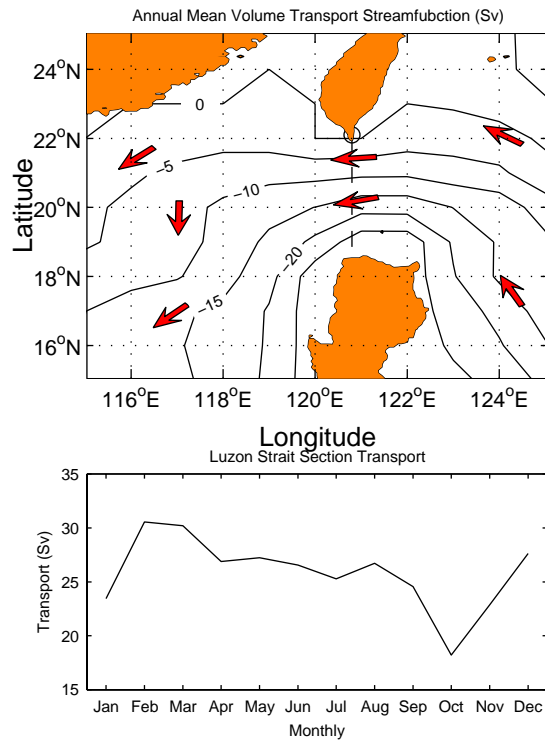 Annual Mean Volume Transport Streamfubction (Sv)
24°N
22°N
20°N
18°N
16°N
Latitude
0
−5
−10
−15
−20
116°E 118°E 120°E 122°E 124°E
Longitude
Luzon Strait Section Transport
35
30
25
20
15
Transport (Sv)
Jan Feb Mar Apr May Jun Jul Aug Sep Oct Nov Dec
Monthly